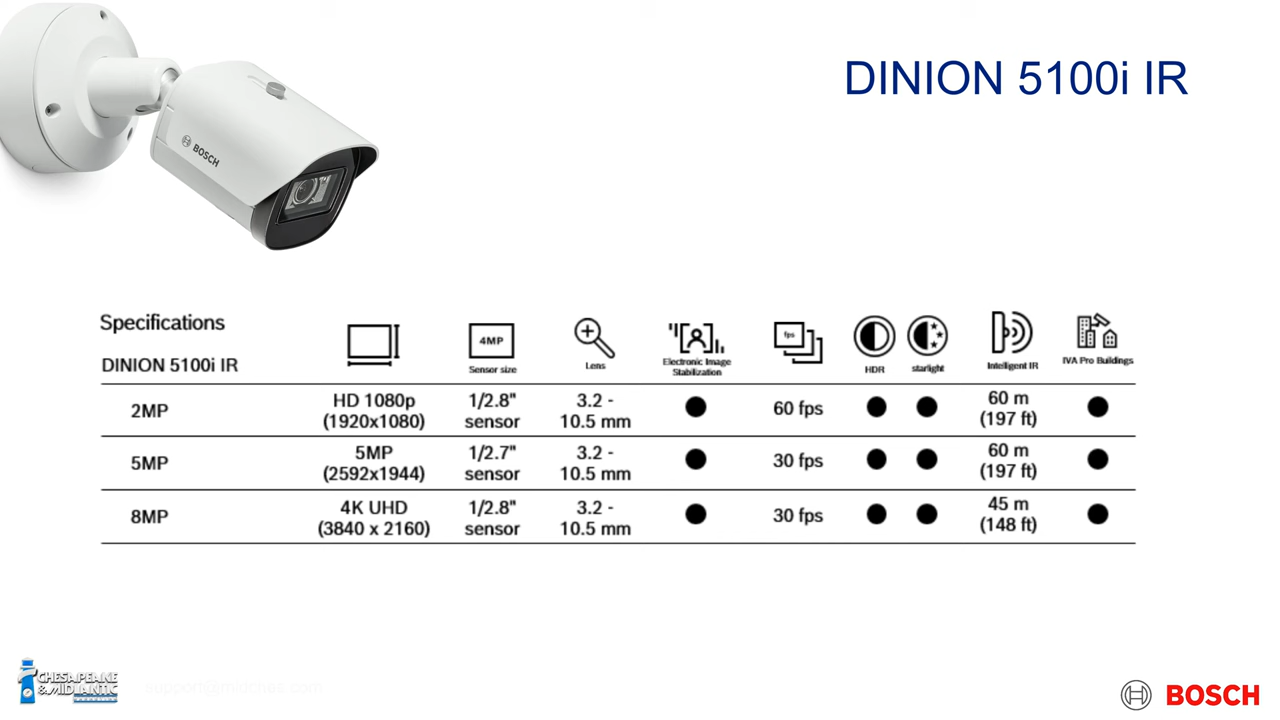 DINION 5100i IR
BOSCH
Specifications
DINION 5100i IR
4MP
Sensor size
Lens
Electronic Image
Stabilization
fps
HDR
starlight
Intelligent IR
IVA Pro Buildings
2MP
HD 1080p
(1920x1080)
1/2.8"
sensor
3.2 -
10.5 mm
60 fps
60 m
(197 ft)
5MP
5MP
(2592x1944)
1/2.7"
sensor
3.2 -
10.5 mm
30 fps
60 m
(197 ft)
8MP
4K UHD
(3840 x 2160)
1/2.8"
sensor
3.2 -
10.5 mm
30 fps
45 m
(148 ft)
CHESAPEAKE
& MIDLANTIC
BOSCH